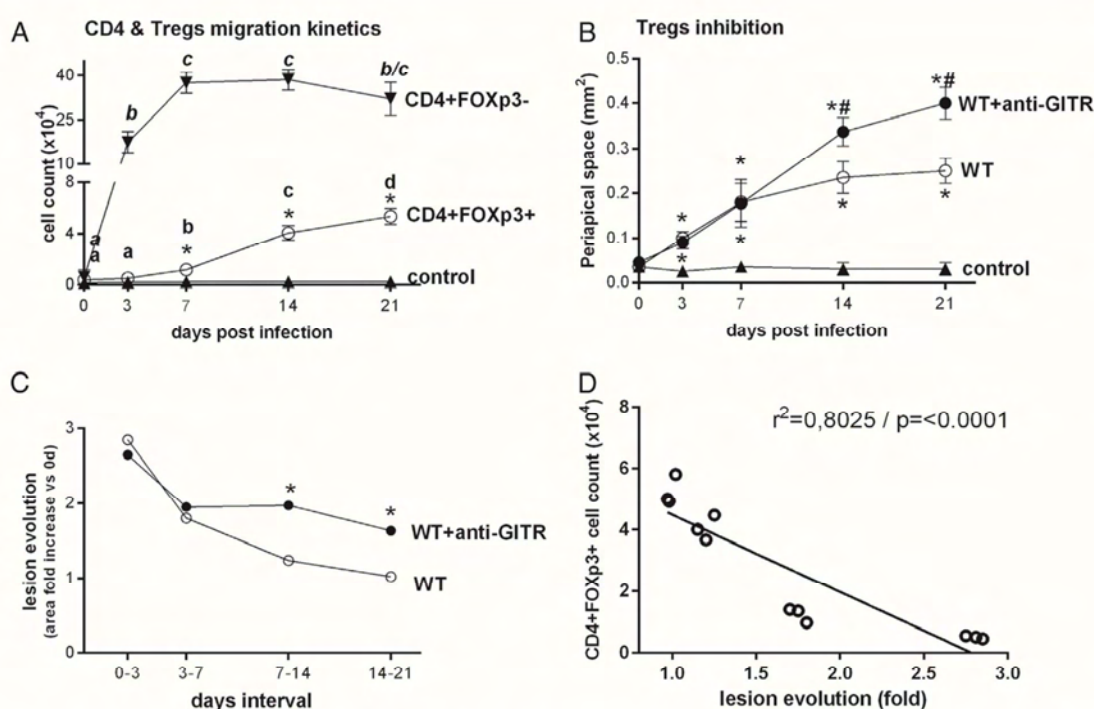 A
CD4 & Tregs migration kinetics
cell count (x10⁴)
40
25
10
8
4
0
a
a
b
a
c
b
*
c
c
*
b/c
d
*
CD4+FOXp3-
CD4+FOXp3+
control
0 3 7 14 21
days post infection
B
Tregs inhibition
Periapical space (mm²)
0.5
0.4
0.3
0.2
0.1
0.0
*
*
*
*
*#
*
*#
*
WT+anti-GITR
WT
control
0 3 7 14 21
days post infection
C
lesion evolution
(area fold increase vs 0d)
3
2
1
0
*
*
WT+anti-GITR
WT
0-3 3-7 7-14 14-21
days interval
D
CD4+FOXp3+ cell count (x10⁴)
8
6
4
2
0
r²=0,8025 / p=<0.0001
1.0 1.5 2.0 2.5 3.0
lesion evolution (fold)